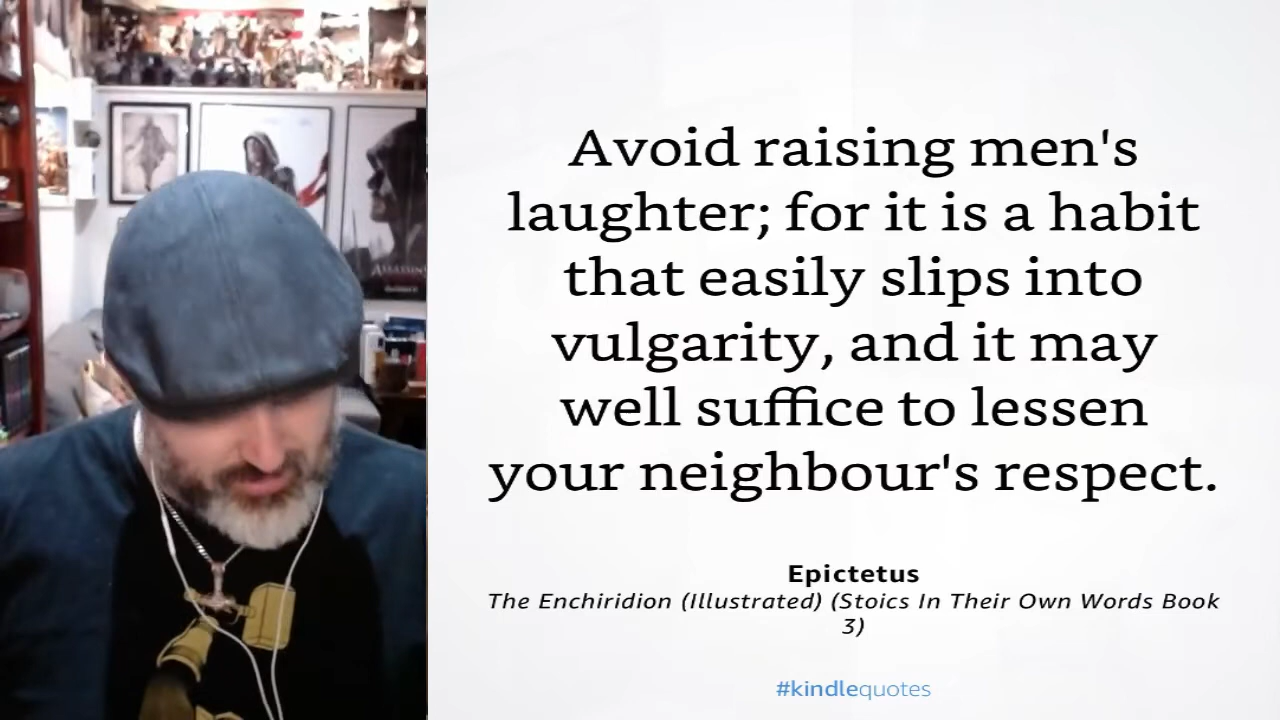 ASSASSIN'S
Avoid raising men's
laughter; for it is a habit
that easily slips into
vulgarity, and it may
well suffice to lessen
your neighbour's respect.
Epictetus
The Enchiridion (Illustrated) (Stoics In Their Own Words Book
3)
#kindlequotes